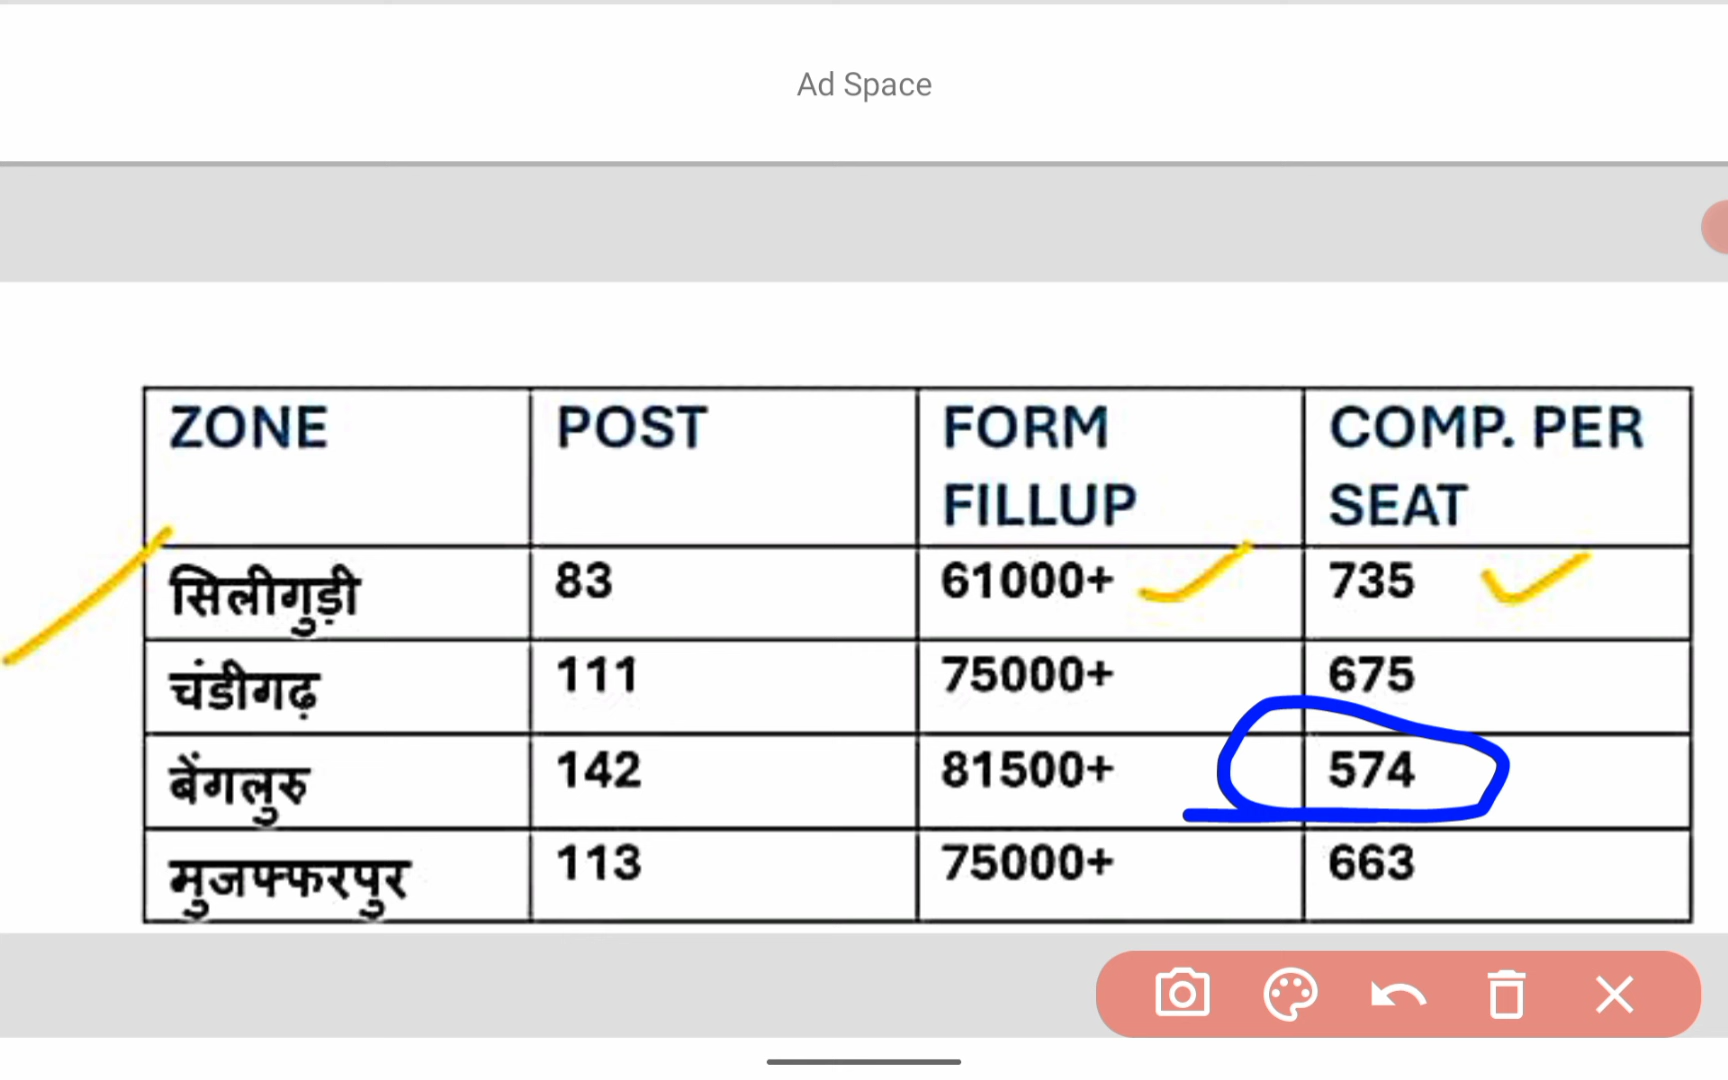 Ad Space
ZONE POST FORM FILLUP COMP. PER SEAT
सिलीगुड़ी 83 61000+ 735
चंडीगढ़ 111 75000+ 675
बेंगलुरु 142 81500+ 574
मुजफ्फरपुर 113 75000+ 663